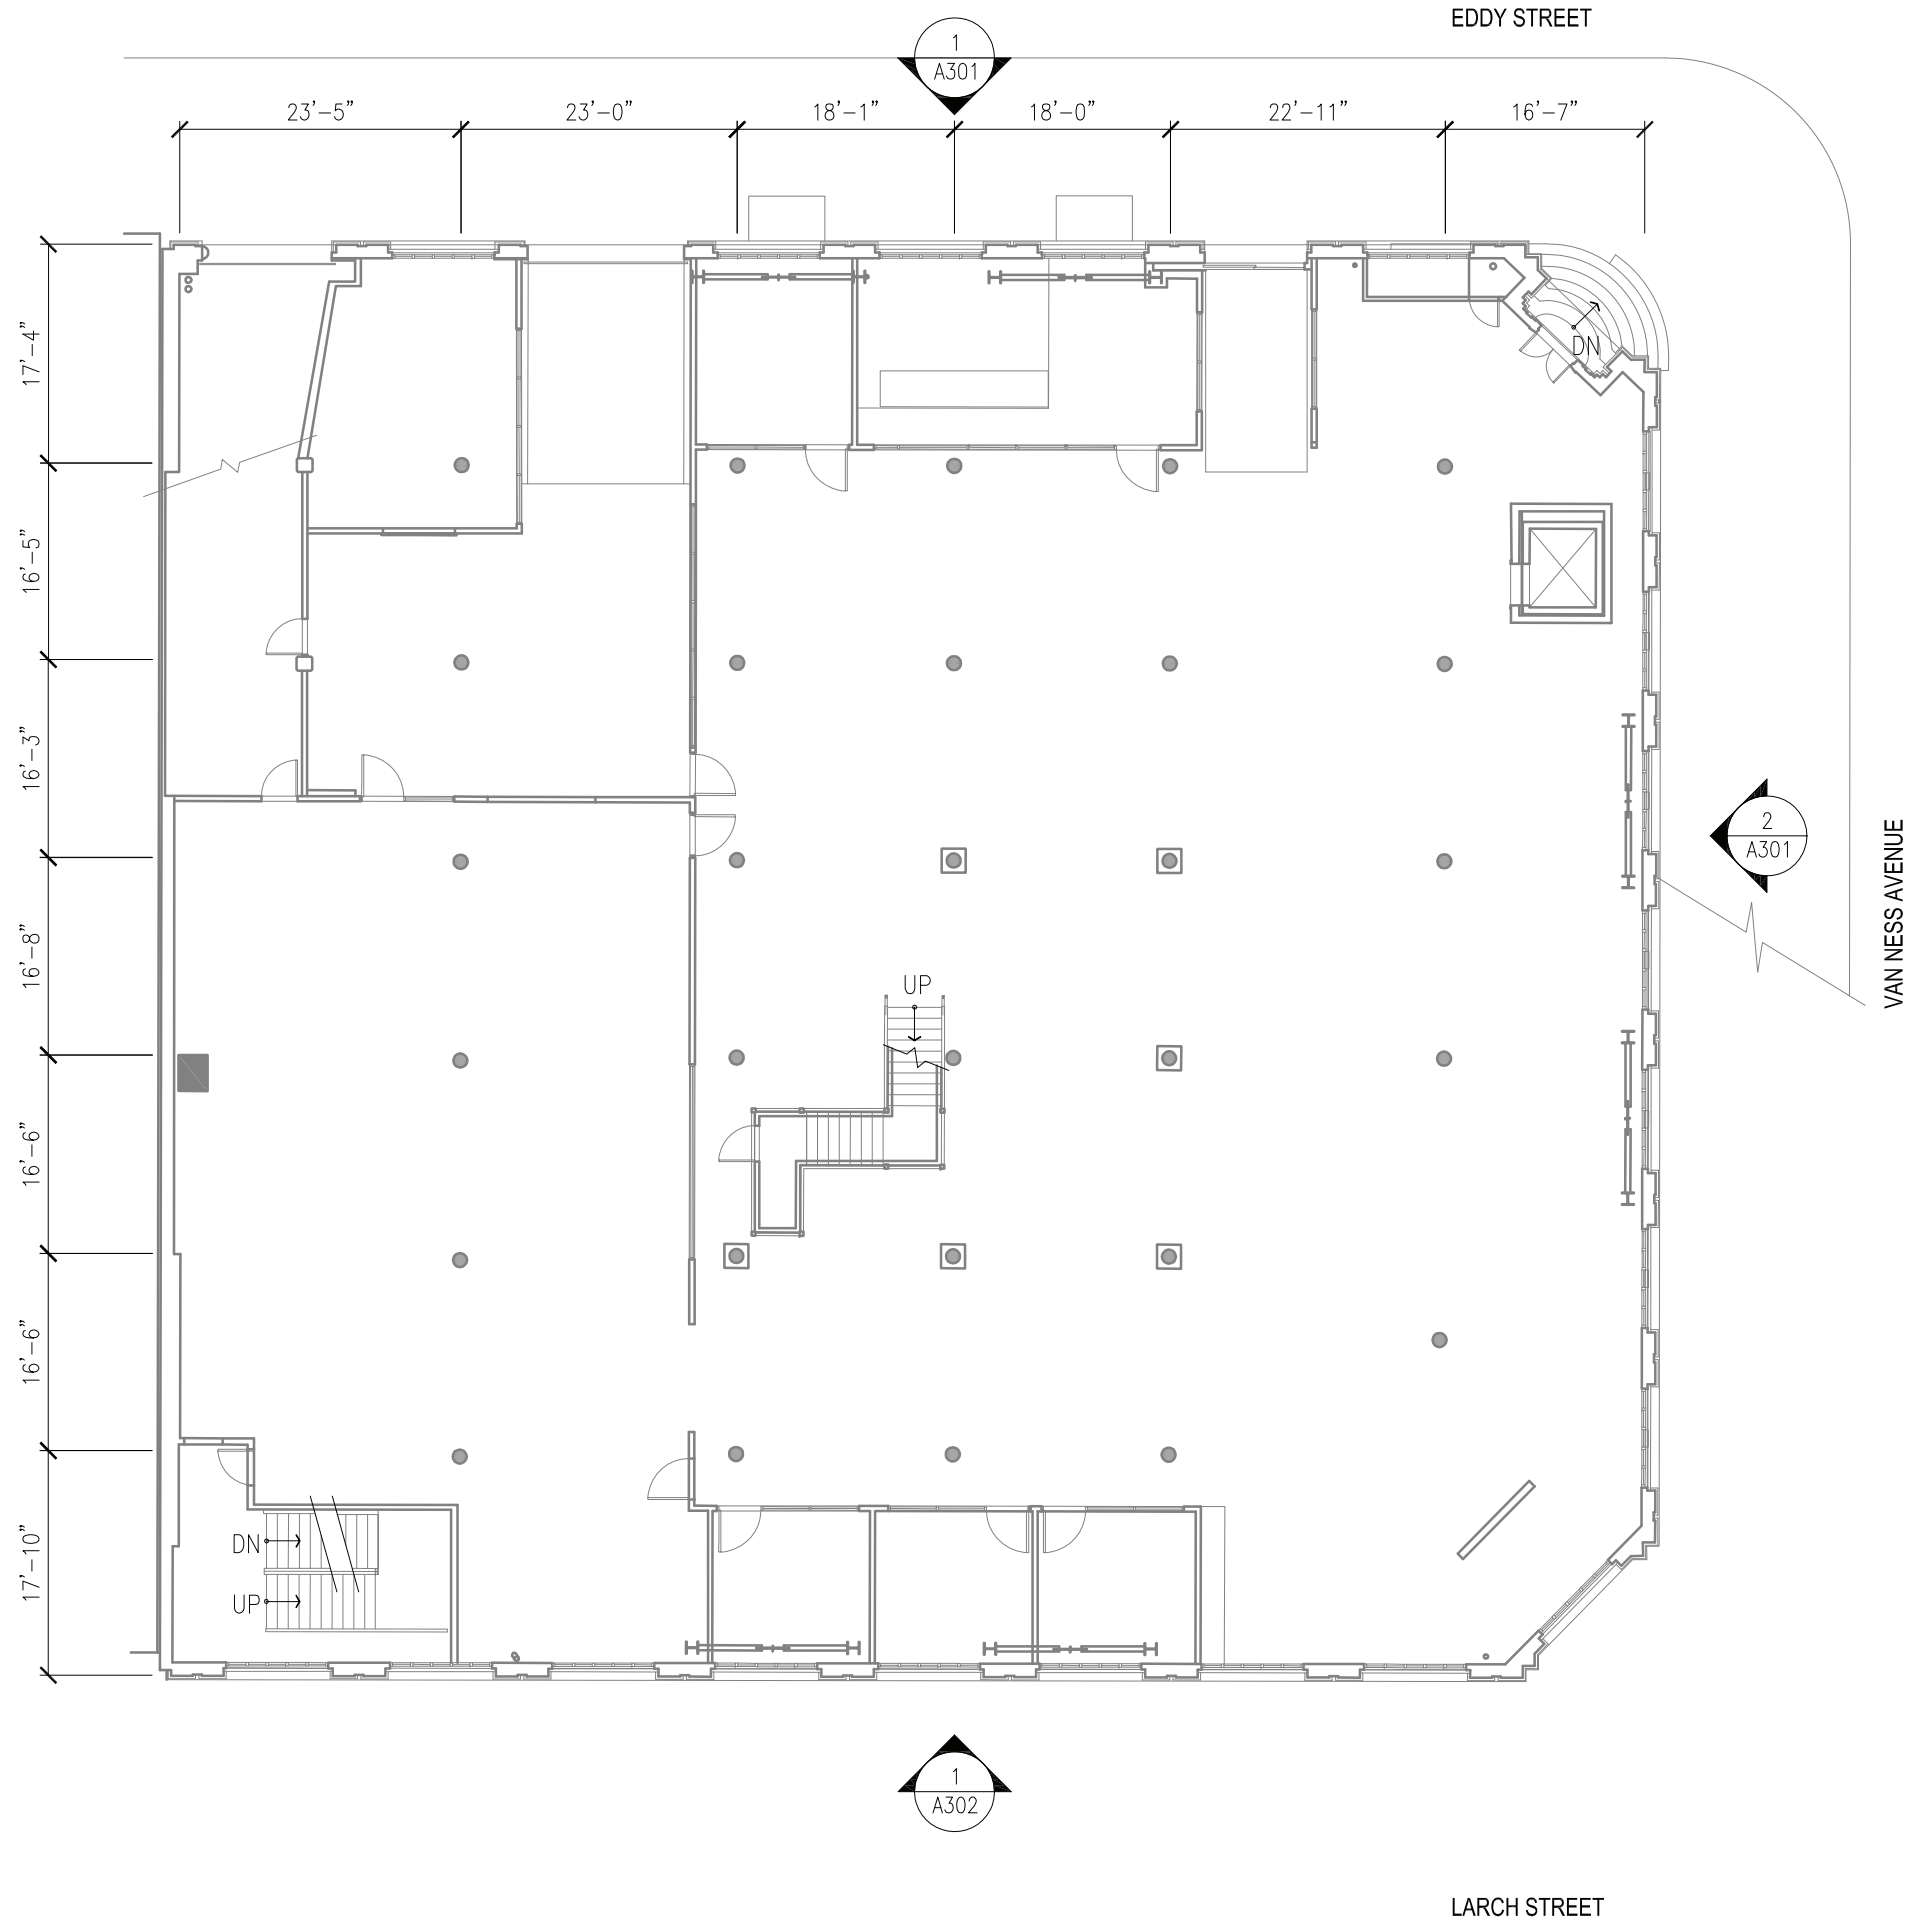 EDDY STREET
1
A301
23'-5"
23'-0"
18'-1"
18'-0"
22'-11"
16'-7"
17'-4"
DN
16'-5"
16'-3"
2
A301
VAN NESS AVENUE
16'-8"
UP
16'-6"
16'-6"
17'-10"
DN
UP
1
A302
LARCH STREET